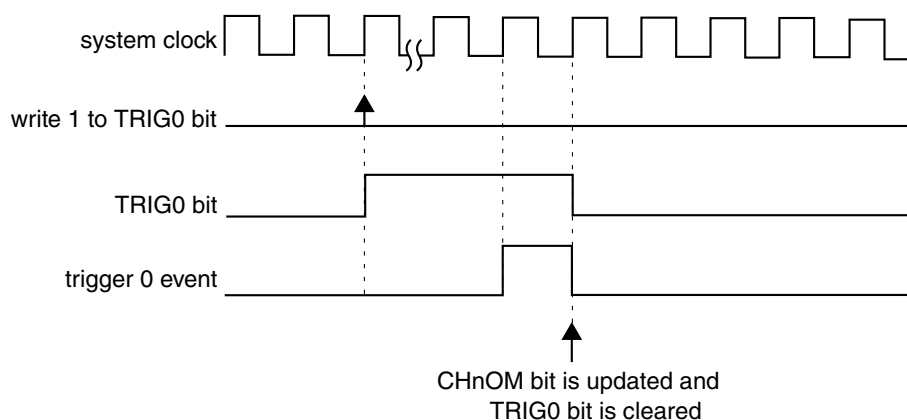 system clock
write 1 to TRIG0 bit
TRIG0 bit
trigger 0 event
CHnOM bit is updated and
TRIG0 bit is cleared